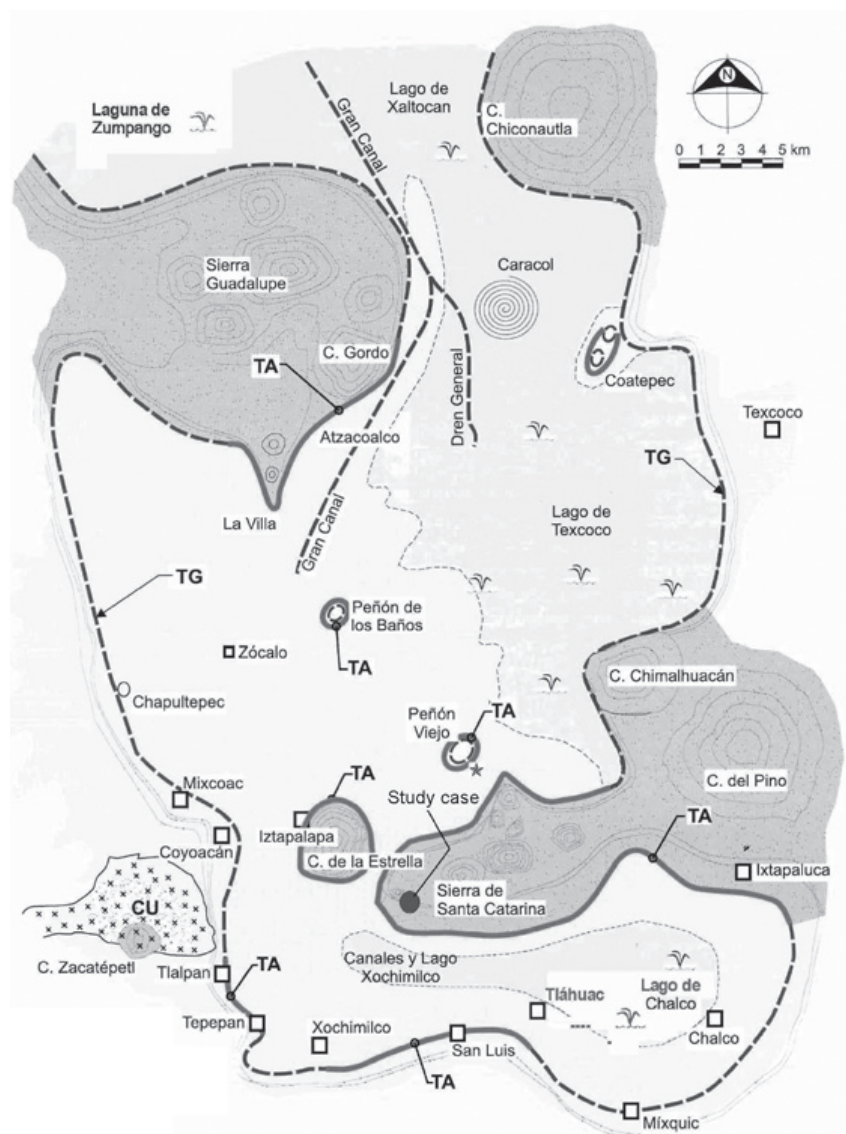 Laguna de
Zumpango
Gran Canal
Lago de
Xaltocan
C.
Chiconautla
N
0 1 2 3 4 5 km
Sierra
Guadalupe
Caracol
C. Gordo
TA
Coatepec
Atzacoalco
Dren General
Texcoco
TG
Lago de
Texcoco
La Villa
Gran Canal
TG
Peñón de
los Baños
TA
Zócalo
C. Chimalhuacán
Chapultepec
Peñón
Viejo
TA
Mixcoac
TA
Study case
C. del Pino
Iztapalapa
Coyoacán
TA
C. de la Estrella
Ixtapaluca
CU
Sierra de
Santa Catarina
C. Zacatépetl
Tlalpan
TA
Canales y Lago
Xochimilco
Tláhuac
Lago de
Chalco
Tepepan
Xochimilco
San Luis
Chalco
TA
Míxquic